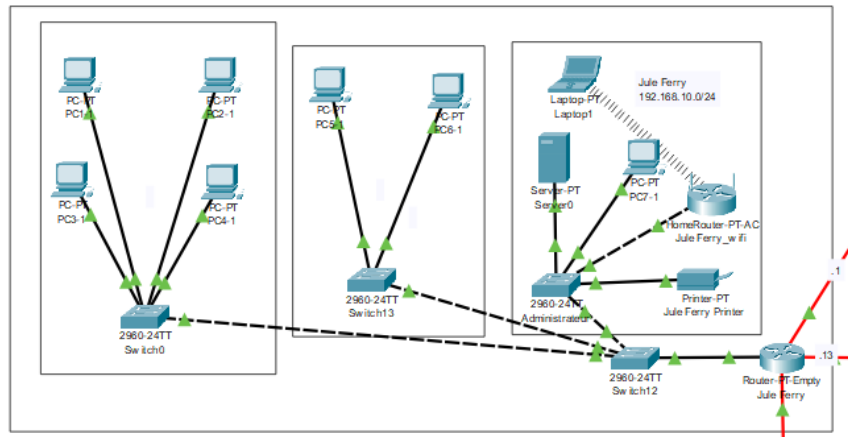 PC-PT
PC1-1
PC-PT
PC2-1
PC-PT
PC3-1
PC-PT
PC4-1
2960-24TT
Switch0
PC-PT
PC5-1
PC-PT
PC6-1
2960-24TT
Switch13
Laptop-PT
Laptop1
Jule Ferry
192.168.10.0/24
Server-PT
Server0
PC-PT
PC7-1
HomeRouter-PT-AC
Jule Ferry_wifi
2960-24TT
Administrateur
Printer-PT
Jule Ferry Printer
2960-24TT
Switch12
Router-PT-Empty
Jule Ferry
.1
.13